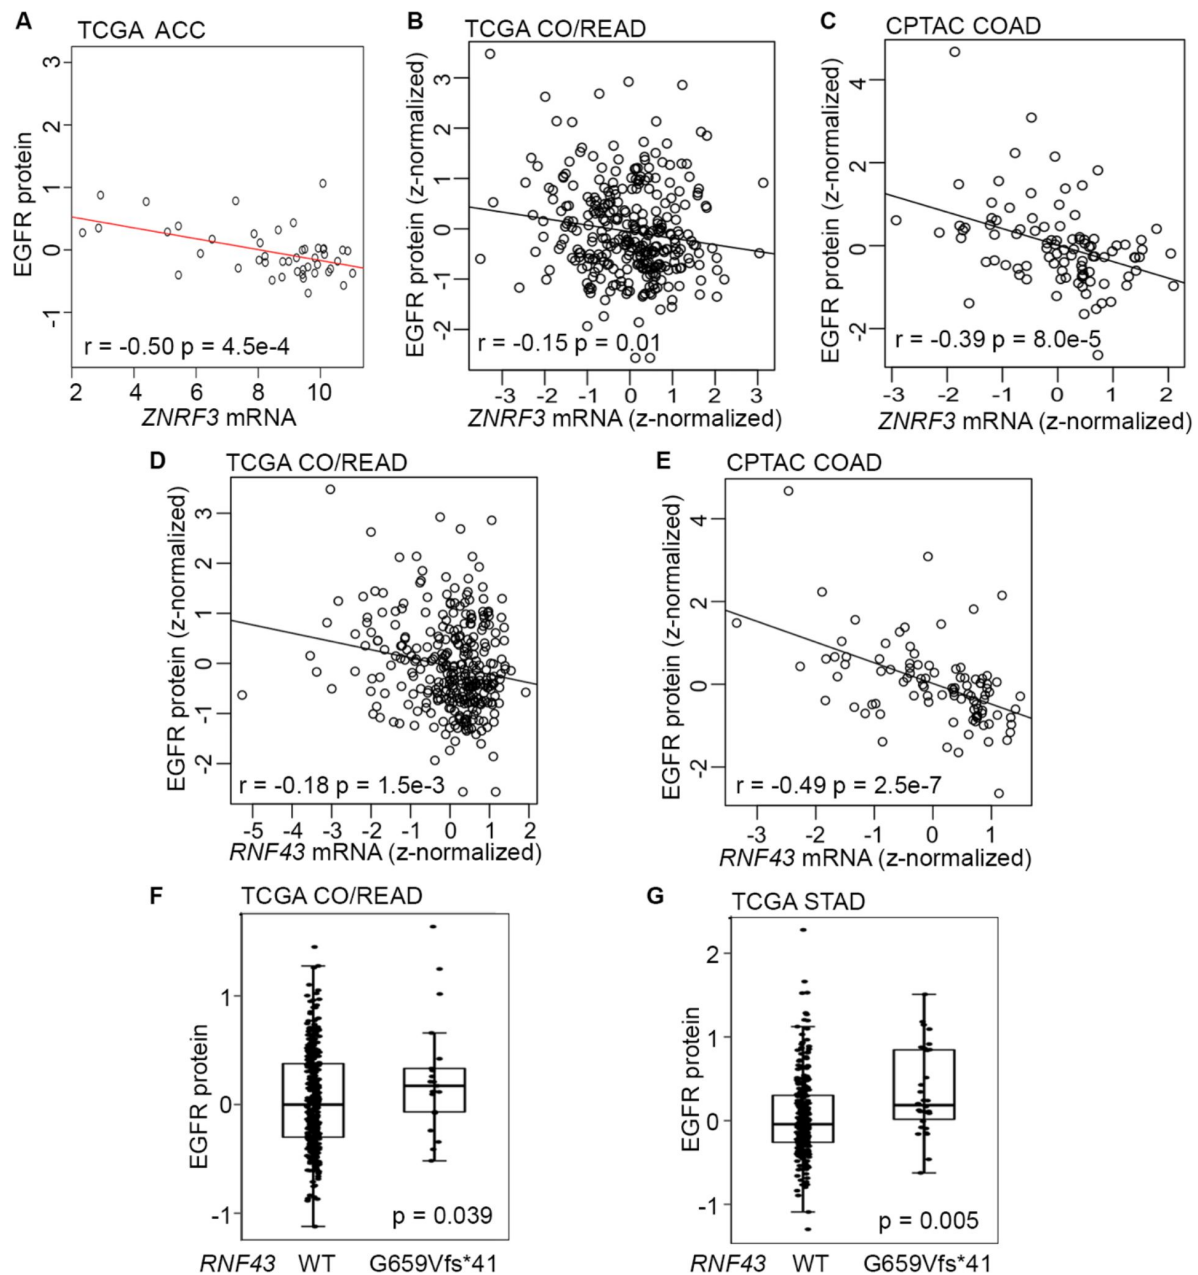 A TCGA ACC
EGFR protein
3
2
1
0
-1
r = -0.50 p = 4.5e-4
2 4 6 8 10
ZNRF3 mRNA
B TCGA CO/READ
EGFR protein (z-normalized)
3
2
1
0
-1
-2
r = -0.15 p = 0.01
-3 -2 -1 0 1 2 3
ZNRF3 mRNA (z-normalized)
C CPTAC COAD
EGFR protein (z-normalized)
4
2
0
-2
r = -0.39 p = 8.0e-5
-3 -2 -1 0 1 2
ZNRF3 mRNA (z-normalized)
D TCGA CO/READ
EGFR protein (z-normalized)
3
2
1
0
-1
-2
r = -0.18 p = 1.5e-3
-5 -4 -3 -2 -1 0 1 2
RNF43 mRNA (z-normalized)
E CPTAC COAD
EGFR protein (z-normalized)
4
2
0
-2
r = -0.49 p = 2.5e-7
-3 -2 -1 0 1
RNF43 mRNA (z-normalized)
F TCGA CO/READ
EGFR protein
1
0
-1
p = 0.039
RNF43 WT G659Vfs*41
G TCGA STAD
EGFR protein
2
1
0
-1
p = 0.005
RNF43 WT G659Vfs*41